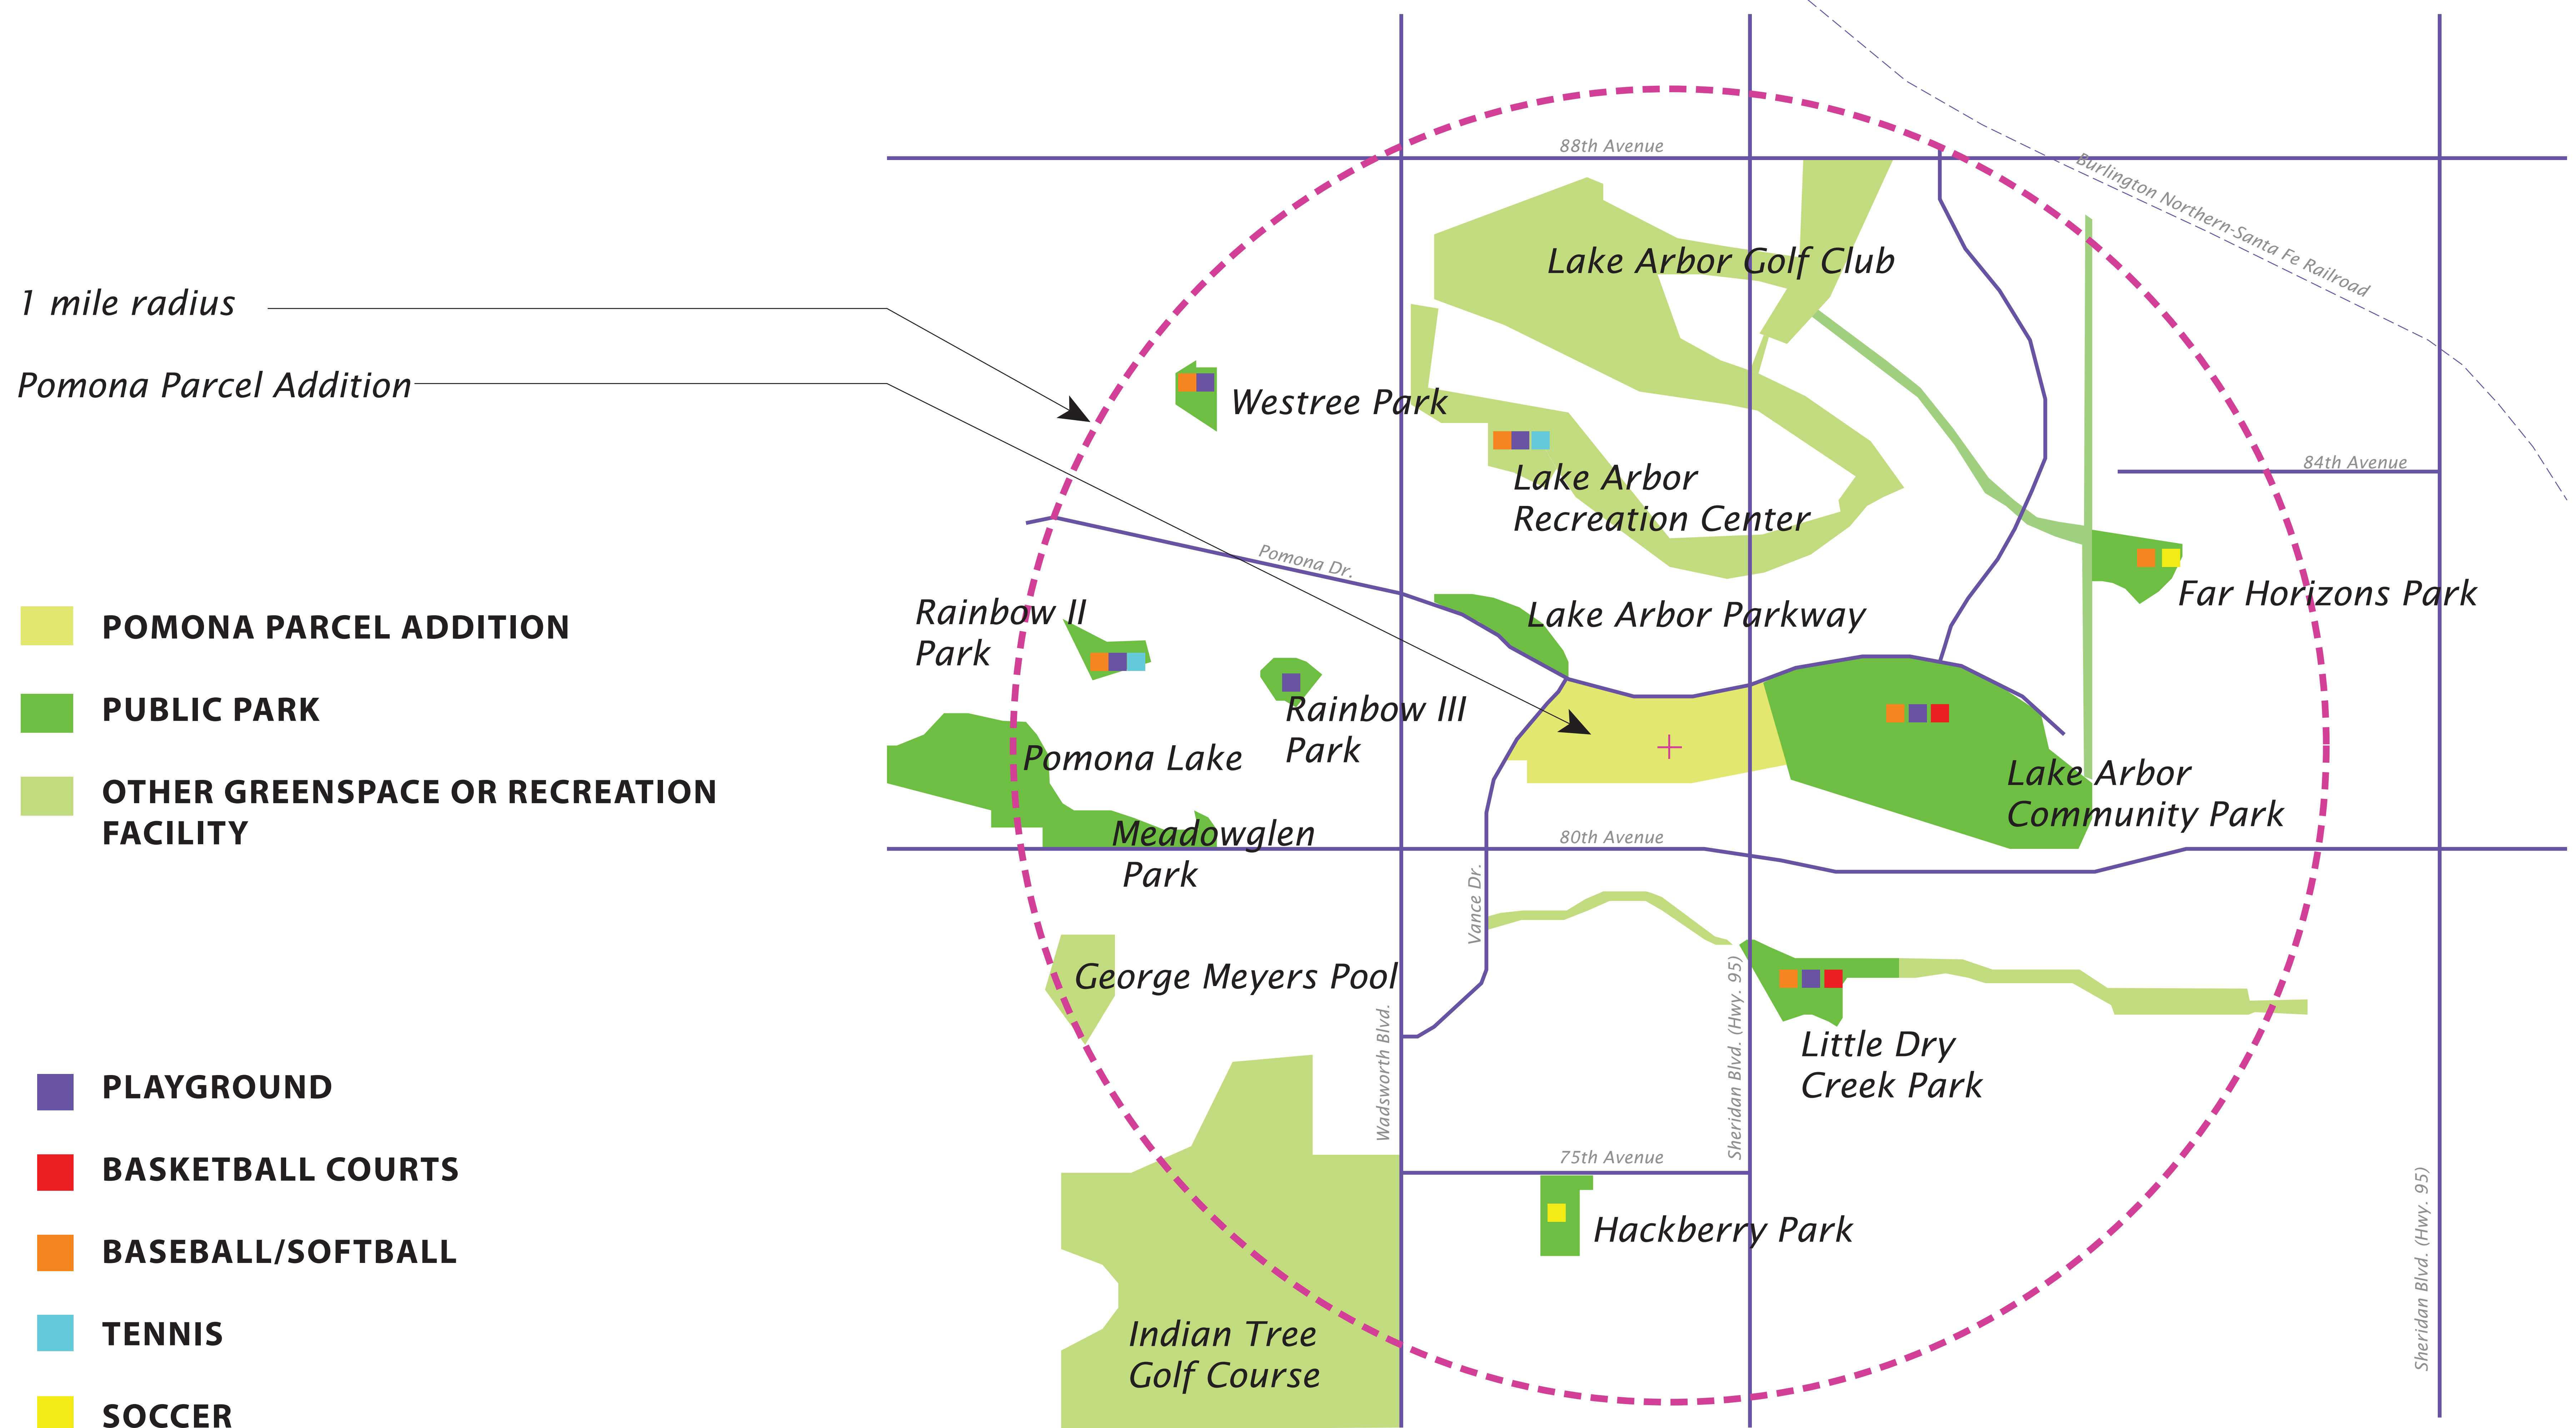 88th Avenue
Burlington Northern-Santa Fe Railroad
Lake Arbor Golf Club
1 mile radius
Pomona Parcel Addition
Westree Park
84th Avenue
Lake Arbor
Recreation Center
Pomona Dr.
Far Horizons Park
Rainbow II
Park
Lake Arbor Parkway
POMONA PARCEL ADDITION
Rainbow III
Park
PUBLIC PARK
Pomona Lake
Lake Arbor
Community Park
OTHER GREENSPACE OR RECREATION
FACILITY
Meadowglen
Park
80th Avenue
Vance Dr.
George Meyers Pool
Wadsworth Blvd.
Sheridan Blvd. (Hwy. 95)
Little Dry
Creek Park
PLAYGROUND
BASKETBALL COURTS
75th Avenue
Hackberry Park
BASEBALL/SOFTBALL
Sheridan Blvd. (Hwy. 95)
TENNIS
Indian Tree
Golf Course
SOCCER